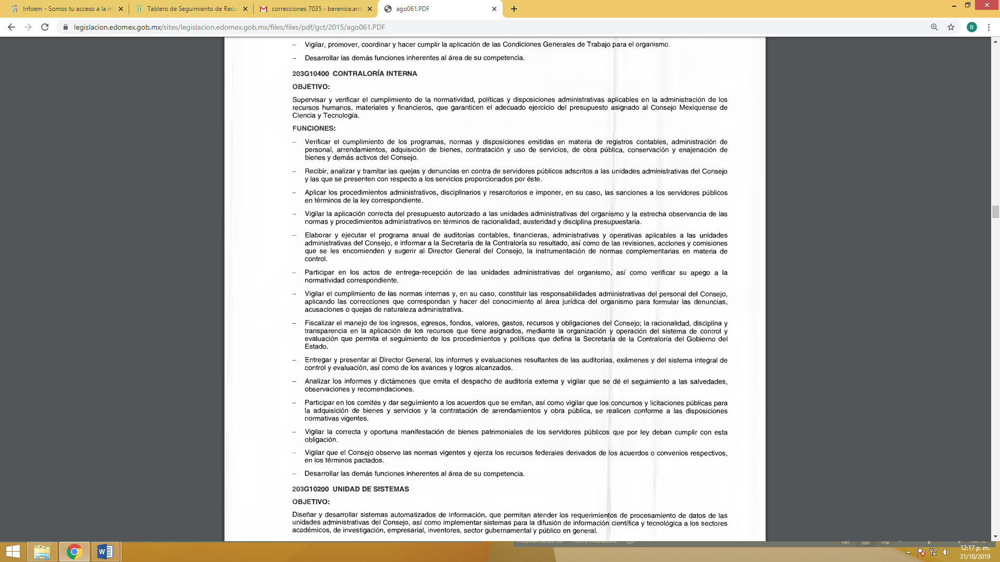 Infoem - Somos tu acceso a la in
Tablero de Seguimiento de Recu
correcciones 7035 - berenice.ant
ago061.PDF
legislacion.edomex.gob.mx/sites/legislacion.edomex.gob.mx/files/files/pdf/gct/2015/ago061.PDF
B
– Vigilar, promover, coordinar y hacer cumplir la aplicación de las Condiciones Generales de Trabajo para el organismo.
– Desarrollar las demás funciones inherentes al área de su competencia.
203G10400 CONTRALORÍA INTERNA
OBJETIVO:
Supervisar y verificar el cumplimiento de la normatividad, políticas y disposiciones administrativas aplicables en la administración de los
recursos humanos, materiales y financieros, que garanticen el adecuado ejercicio del presupuesto asignado al Consejo Mexiquense de
Ciencia y Tecnología.
FUNCIONES:
– Verificar el cumplimiento de los programas, normas y disposiciones emitidas en materia de registros contables, administración de
personal, arrendamientos, adquisición de bienes, contratación y uso de servicios, de obra pública, conservación y enajenación de
bienes y demás activos del Consejo.
– Recibir, analizar y tramitar las quejas y denuncias en contra de servidores públicos adscritos a las unidades administrativas del Consejo
y las que se presenten con respecto a los servicios proporcionados por éste.
– Aplicar los procedimientos administrativos, disciplinarios y resarcitorios e imponer, en su caso, las sanciones a los servidores públicos
en términos de la ley correspondiente.
– Vigilar la aplicación correcta del presupuesto autorizado a las unidades administrativas del organismo y la estrecha observancia de las
normas y procedimientos administrativos en términos de racionalidad, austeridad y disciplina presupuestaria.
– Elaborar y ejecutar el programa anual de auditorías contables, financieras, administrativas y operativas aplicables a las unidades
administrativas del Consejo, e informar a la Secretaría de la Contraloría su resultado, así como de las revisiones, acciones y comisiones
que se les encomienden y sugerir al Director General del Consejo, la instrumentación de normas complementarias en materia de
control.
– Participar en los actos de entrega-recepción de las unidades administrativas del organismo, así como verificar su apego a la
normatividad correspondiente.
– Vigilar el cumplimiento de las normas internas y, en su caso, constituir las responsabilidades administrativas del personal del Consejo,
aplicando las correcciones que correspondan y hacer del conocimiento al área jurídica del organismo para formular las denuncias,
acusaciones o quejas de naturaleza administrativa.
– Fiscalizar el manejo de los ingresos, egresos, fondos, valores, gastos, recursos y obligaciones del Consejo; la racionalidad, disciplina y
transparencia en la aplicación de los recursos que tiene asignados, mediante la organización y operación del sistema de control y
evaluación que permita el seguimiento de los procedimientos y políticas que defina la Secretaría de la Contraloría del Gobierno del
Estado.
– Entregar y presentar al Director General, los informes y evaluaciones resultantes de las auditorías, exámenes y del sistema integral de
control y evaluación, así como de los avances y logros alcanzados.
– Analizar los informes y dictámenes que emita el despacho de auditoría externa y vigilar que se dé el seguimiento a las salvedades,
observaciones y recomendaciones.
– Participar en los comités y dar seguimiento a los acuerdos que se emitan, así como vigilar que los concursos y licitaciones públicas para
la adquisición de bienes y servicios y la contratación de arrendamientos y obra pública, se realicen conforme a las disposiciones
normativas vigentes.
– Vigilar la correcta y oportuna manifestación de bienes patrimoniales de los servidores públicos que por ley deban cumplir con esta
obligación.
– Vigilar que el Consejo observe las normas vigentes y ejerza los recursos federales derivados de los acuerdos o convenios respectivos,
en los términos pactados.
– Desarrollar las demás funciones inherentes al área de su competencia.
203G10200 UNIDAD DE SISTEMAS
OBJETIVO:
Diseñar y desarrollar sistemas automatizados de información, que permitan atender los requerimientos de procesamiento de datos de las
unidades administrativas del Consejo, así como implementar sistemas para la difusión de información científica y tecnológica a los sectores
académicos, de investigación, empresarial, inventores, sector gubernamental y público en general.
12:17 p. m.
31/10/2019